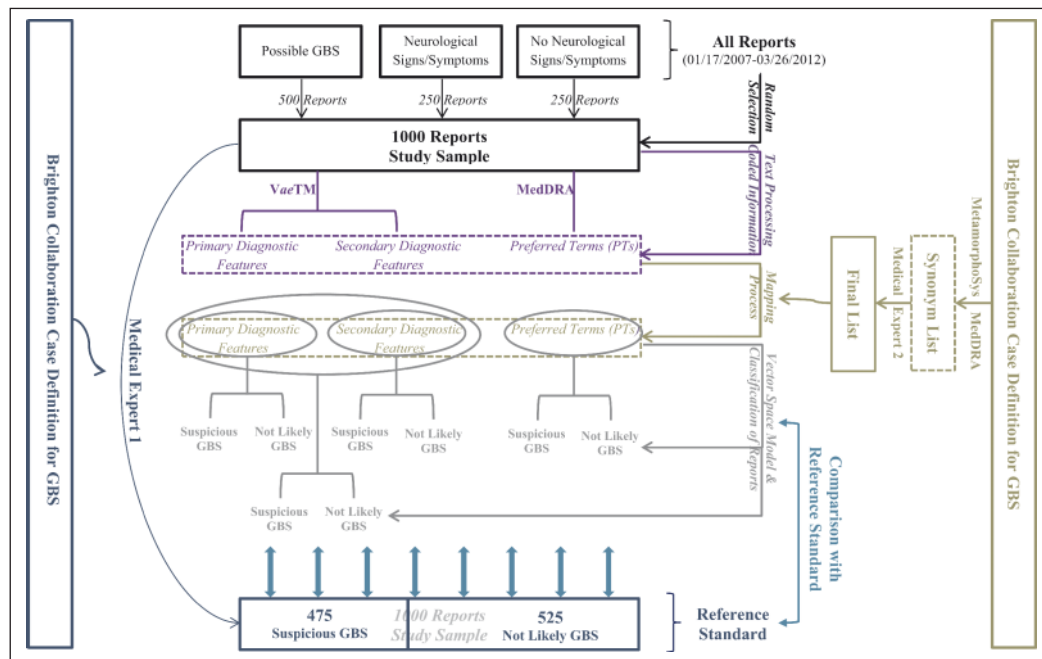 Brighton Collaboration Case Definition for GBS
Possible GBS
Neurological
Signs/Symptoms
No Neurological
Signs/Symptoms
All Reports
(01/17/2007-03/26/2012)
500 Reports
250 Reports
250 Reports
Random
Selection
1000 Reports
Study Sample
VaeTM
MedDRA
Text Processing
Coded Information
Primary Diagnostic
Features
Secondary Diagnostic
Features
Preferred Terms (PTs)
Mapping
Process
Final List
Medical Expert 2
Synonym List
MetamorphoSys
MedDRA
Brighton Collaboration Case Definition for GBS
Medical Expert 1
Primary Diagnostic
Features
Secondary Diagnostic
Features
Preferred Terms (PTs)
Vector Space Model &
Classification of Reports
Suspicious
GBS
Not Likely
GBS
Suspicious
GBS
Not Likely
GBS
Suspicious
GBS
Not Likely
GBS
Suspicious
GBS
Not Likely
GBS
Comparison with
Reference Standard
475
Suspicious GBS
1000 Reports
Study Sample
525
Not Likely GBS
Reference
Standard